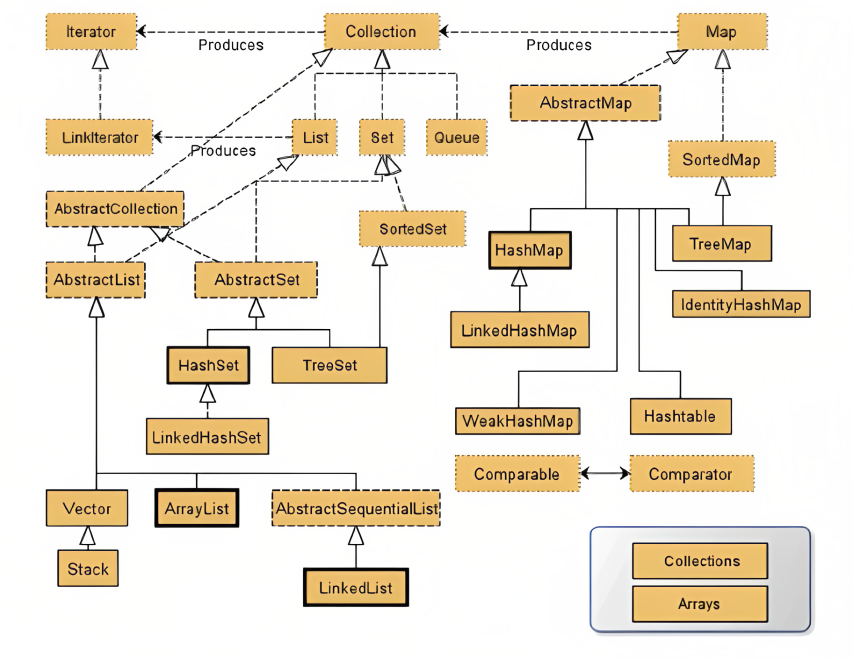 Iterator
Collection
Map
Produces
Produces
AbstractMap
LinkIterator
List
Set
Queue
Produces
SortedMap
AbstractCollection
SortedSet
HashMap
TreeMap
AbstractList
AbstractSet
IdentityHashMap
LinkedHashMap
HashSet
TreeSet
WeakHashMap
Hashtable
LinkedHashSet
Comparable
Comparator
Vector
ArrayList
AbstractSequentialList
Stack
LinkedList
Collections
Arrays